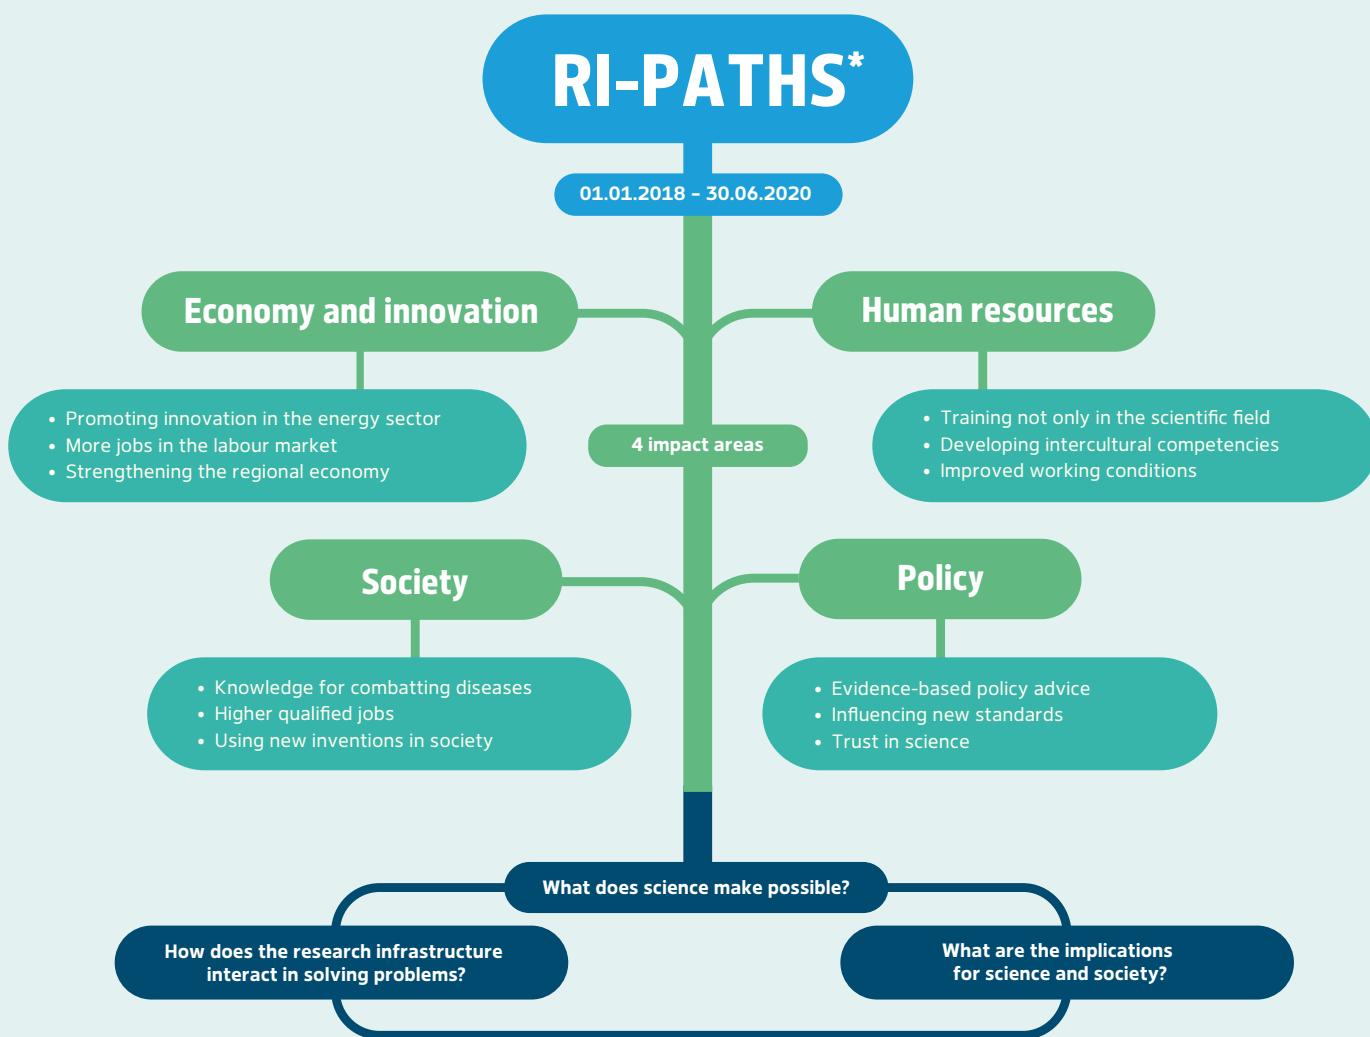 RI-PATHS*
01.01.2018 – 30.06.2020
Economy and innovation
• Promoting innovation in the energy sector
• More jobs in the labour market
• Strengthening the regional economy
Human resources
• Training not only in the scientific field
• Developing intercultural competencies
• Improved working conditions
4 impact areas
Society
• Knowledge for combatting diseases
• Higher qualified jobs
• Using new inventions in society
Policy
• Evidence-based policy advice
• Influencing new standards
• Trust in science
What does science make possible?
How does the research infrastructure
interact in solving problems?
What are the implications
for science and society?